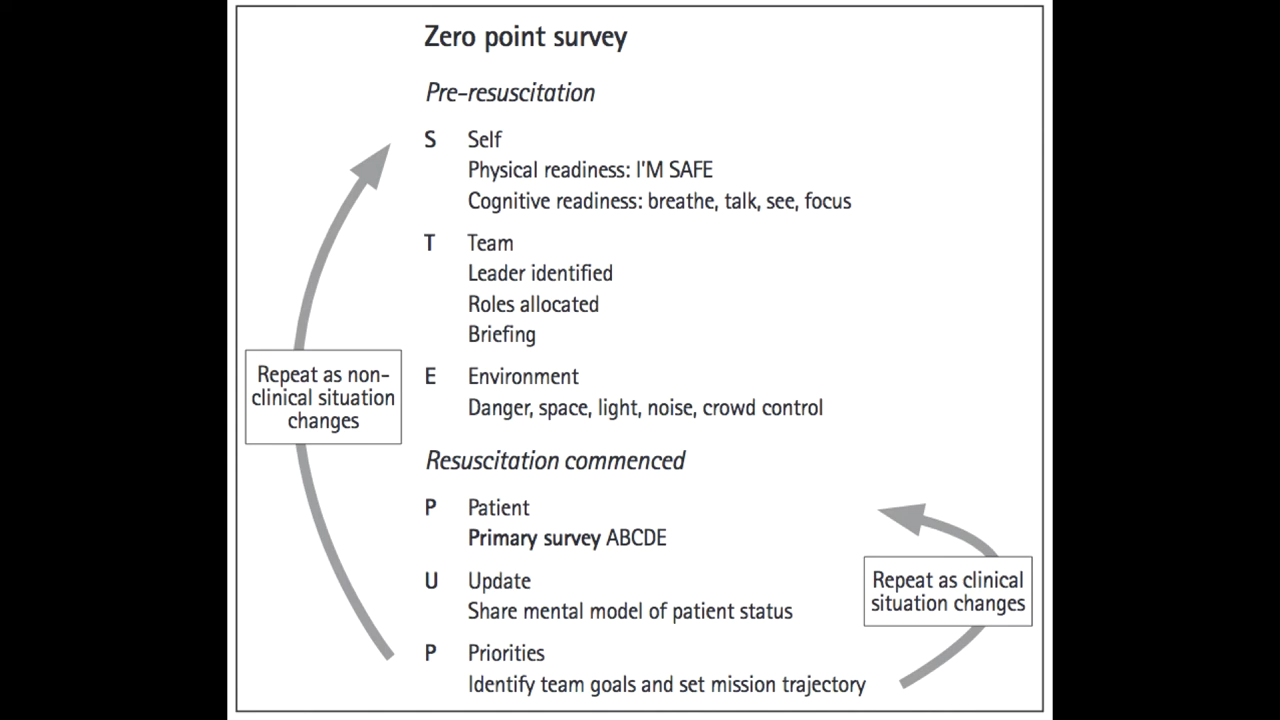 Zero point survey
Pre-resuscitation
S Self
Physical readiness: I'M SAFE
Cognitive readiness: breathe, talk, see, focus
T Team
Leader identified
Roles allocated
Briefing
E Environment
Danger, space, light, noise, crowd control
Repeat as non-
clinical situation
changes
Resuscitation commenced
P Patient
Primary survey ABCDE
U Update
Share mental model of patient status
P Priorities
Identify team goals and set mission trajectory
Repeat as clinical
situation changes